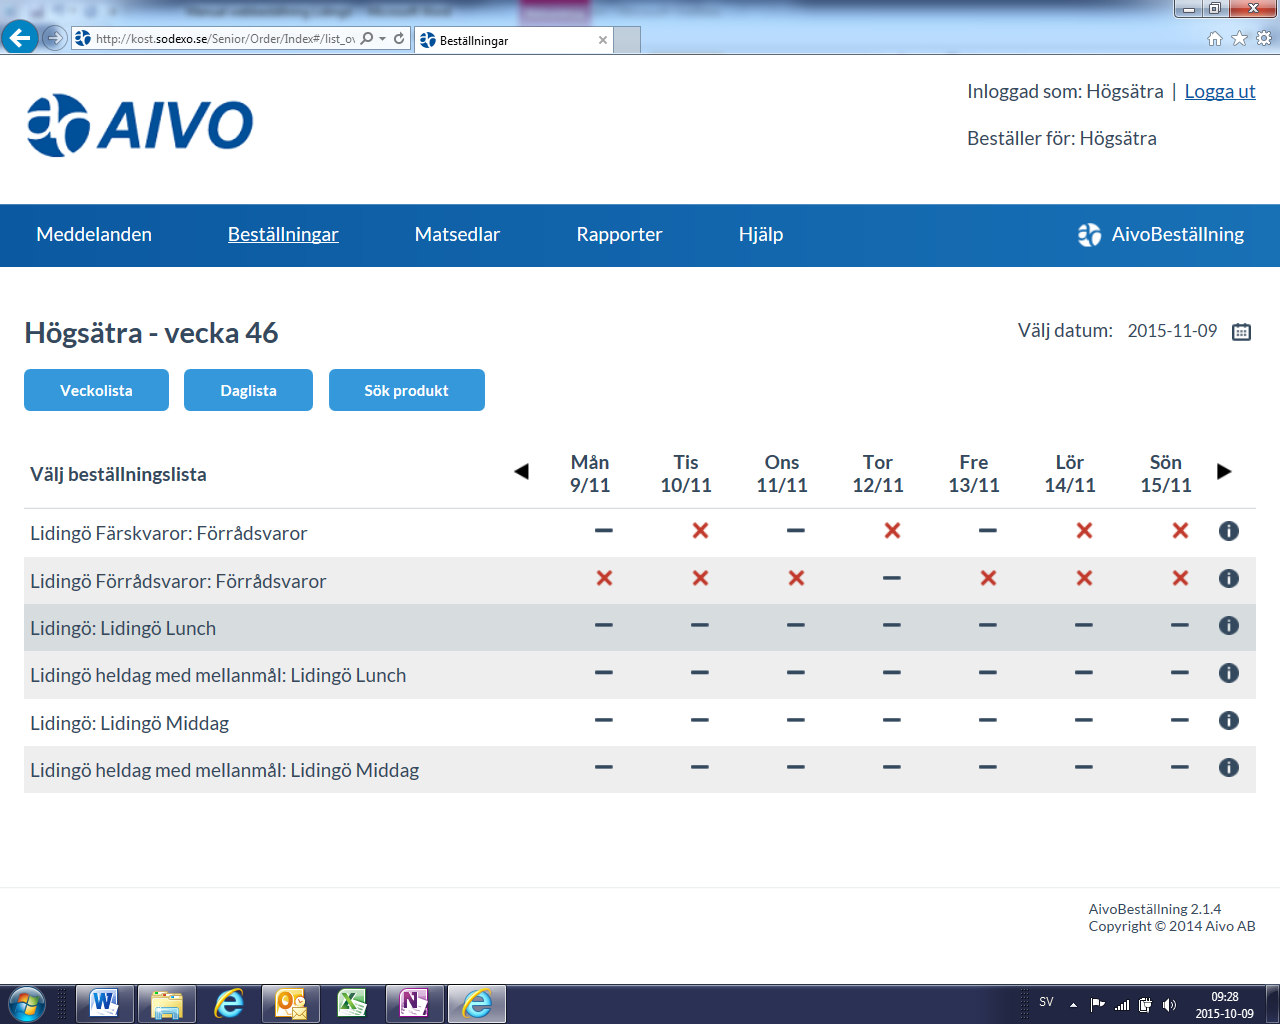 http://kost.sodexo.se/Senior/Order/Index#/list_ov
Beställningar
AIVO
Inloggad som: Högsätra | Logga ut
Beställer för: Högsätra
Meddelanden Beställningar Matsedlar Rapporter Hjälp AivoBeställning
Högsätra - vecka 46
Välj datum: 2015-11-09
Veckolista Daglista Sök produkt
Välj beställningslista
Mån Tis Ons Tor Fre Lör Sön
9/11 10/11 11/11 12/11 13/11 14/11 15/11
Lidingö Färskvaror: Förrådsvaror
Lidingö Förrådsvaror: Förrådsvaror
Lidingö: Lidingö Lunch
Lidingö heldag med mellanmål: Lidingö Lunch
Lidingö: Lidingö Middag
Lidingö heldag med mellanmål: Lidingö Middag
AivoBeställning 2.1.4
Copyright © 2014 Aivo AB
SV
09:28
2015-10-09